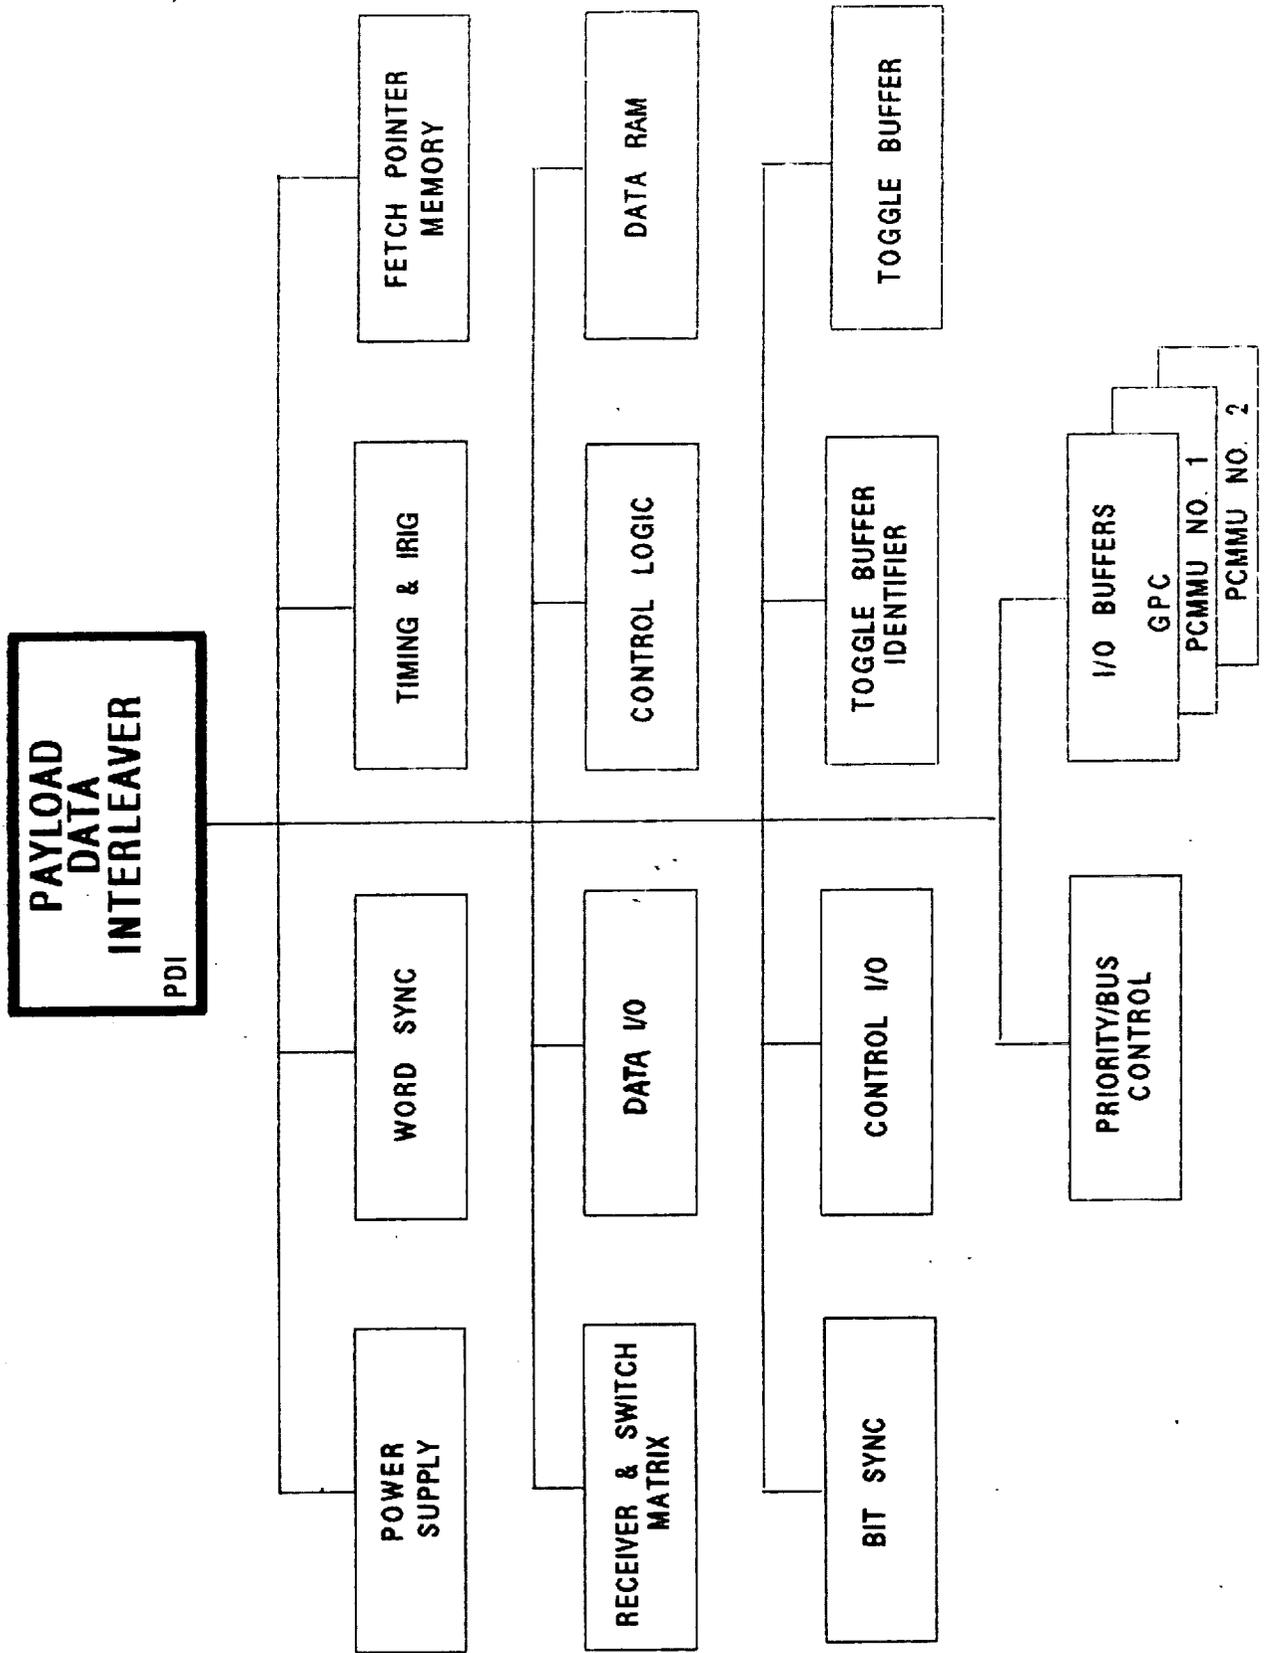 PAYLOAD
DATA
INTERLEAVER
PDI
POWER
SUPPLY
WORD SYNC
TIMING & IRIG
FETCH POINTER
MEMORY
RECEIVER & SWITCH
MATRIX
DATA I/O
CONTROL LOGIC
DATA RAM
BIT SYNC
CONTROL I/O
TOGGLE BUFFER
IDENTIFIER
TOGGLE BUFFER
PRIORITY/BUS
CONTROL
I/O BUFFERS
GPC
PCMMU NO. 1
PCMMU NO. 2